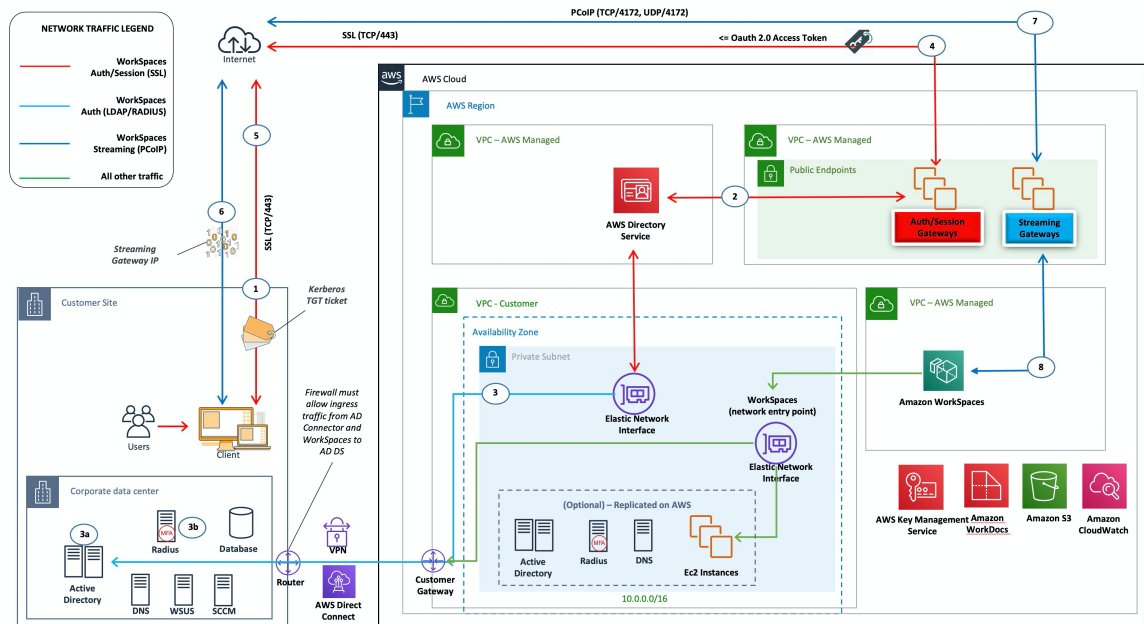 NETWORK TRAFFIC LEGEND
WorkSpaces
Auth/Session (SSL)
WorkSpaces
Auth (LDAP/RADIUS)
WorkSpaces
Streaming (PCoIP)
All other traffic
Internet
PCoIP (TCP/4172, UDP/4172)
7
SSL (TCP/443)
<= Oauth 2.0 Access Token
4
aws
AWS Cloud
AWS Region
5
6
SSL (TCP/443)
Streaming
Gateway IP
1
Kerberos
TGT ticket
VPC – AWS Managed
AWS Directory
Service
2
VPC – AWS Managed
Public Endpoints
Auth/Session
Gateways
Streaming
Gateways
Customer Site
Users
Client
Firewall must
allow ingress
traffic from AD
Connector and
WorkSpaces to
AD DS
VPC - Customer
Availability Zone
Private Subnet
3
Elastic Network
Interface
WorkSpaces
(network entry point)
Elastic Network
Interface
VPC – AWS Managed
Amazon WorkSpaces
8
Corporate data center
3a
Active
Directory
MFA
3b
Radius
Database
DNS
WSUS
SCCM
Router
VPN
AWS Direct
Connect
Customer
Gateway
(Optional) – Replicated on AWS
Active
Directory
MFA
Radius
DNS
Ec2 Instances
10.0.0.0/16
AWS Key Management
Service
Amazon
WorkDocs
Amazon S3
Amazon
CloudWatch